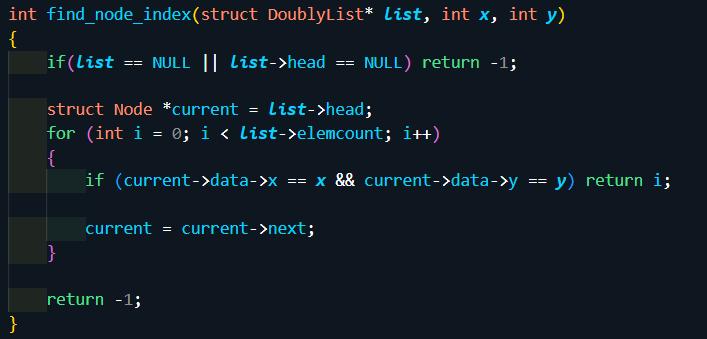 int find_node_index(struct DoublyList* list, int x, int y)
{
    if(list == NULL || list->head == NULL) return -1;

    struct Node *current = list->head;
    for (int i = 0; i < list->elemcount; i++)
    {
        if (current->data->x == x && current->data->y == y) return i;

        current = current->next;
    }

    return -1;
}